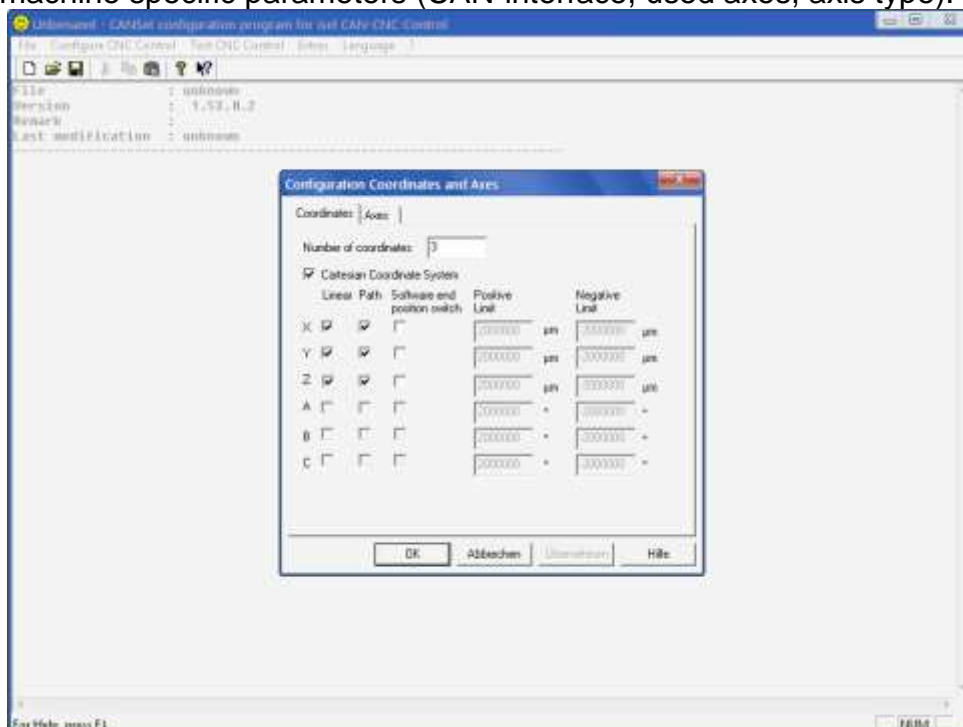 machine specific parameters (CAN-interface, used axes, axis type).
Unbenannt - CANSet configuration program for isel CAN CNC Control
File Configure CNC Control Test CNC Control Extras Language ?
File : unknown
Version : 1.53.0.2
Remark :
Last modification : unknown
Configuration Coordinates and Axes
Coordinates Axes
Number of coordinates: 3
Cartesian Coordinate System
Linear Path Software end position switch Positive Limit Negative Limit
X 2000000 µm -2000000 µm
Y 2000000 µm -2000000 µm
Z 2000000 µm -2000000 µm
A 2000000 ° -2000000 °
B 2000000 ° -2000000 °
C 2000000 ° -2000000 °
OK Abbrechen Übernehmen Hilfe
For Help, press F1
NUM